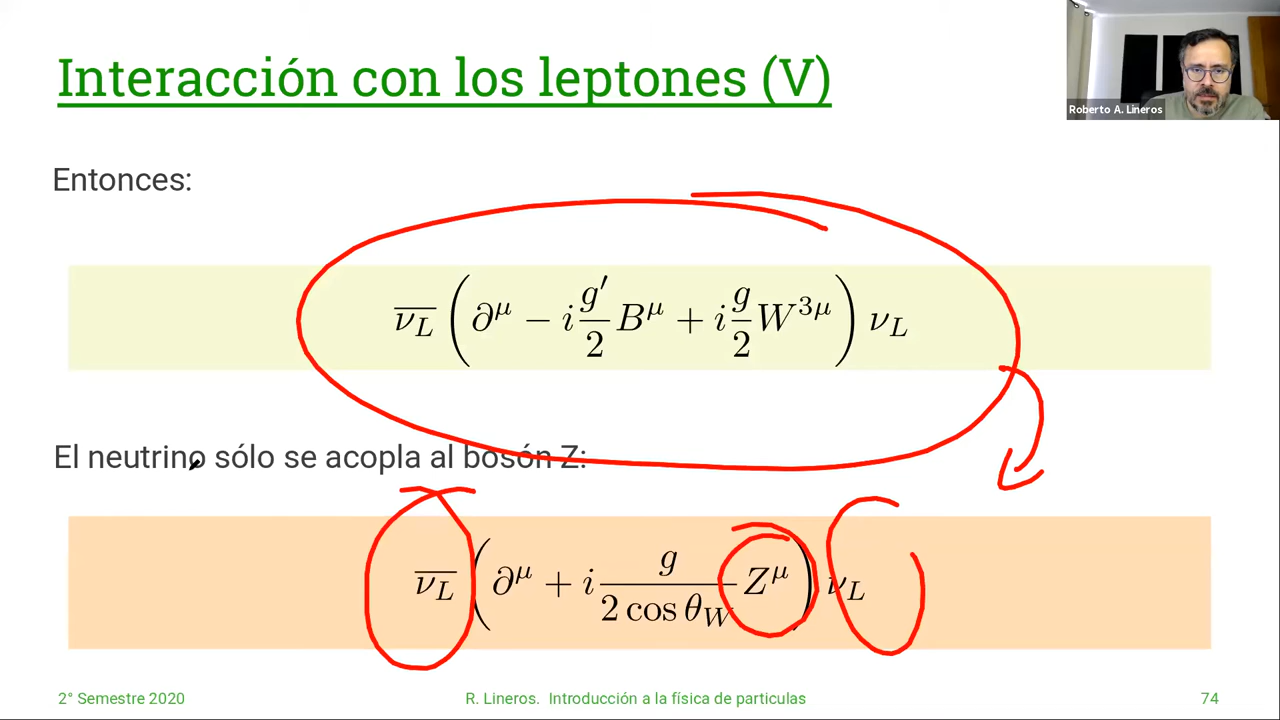 Interacción con los leptones (V)
Roberto A. Lineros
Entonces:
$\overline{\nu_L} \left( \partial^\mu - i \frac{g'}{2} B^\mu + i \frac{g}{2} W^{3\mu} \right) \nu_L$
El neutrino sólo se acopla al bosón Z:
$\overline{\nu_L} \left( \partial^\mu + i \frac{g}{2 \cos \theta_W} Z^\mu \right) \nu_L$
2° Semestre 2020
R. Lineros. Introducción a la física de particulas
74